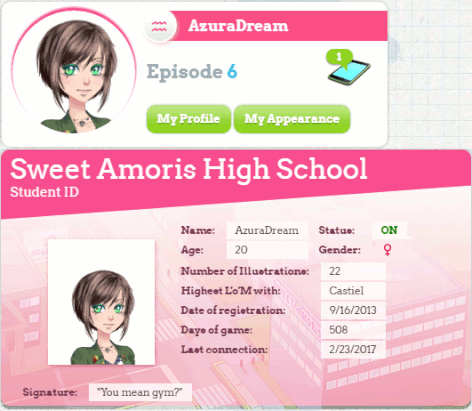 AzuraDream
Episode 6
1
My Profile My Appearance
Sweet Amoris High School
Student ID
Name: AzuraDream Status: ON
Age: 20 Gender: ♀
Number of Illustrations: 22
Highest L'o'M with: Castiel
Date of registration: 9/16/2013
Days of game: 508
Last connection: 2/23/2017
Signature: "You mean gym?"